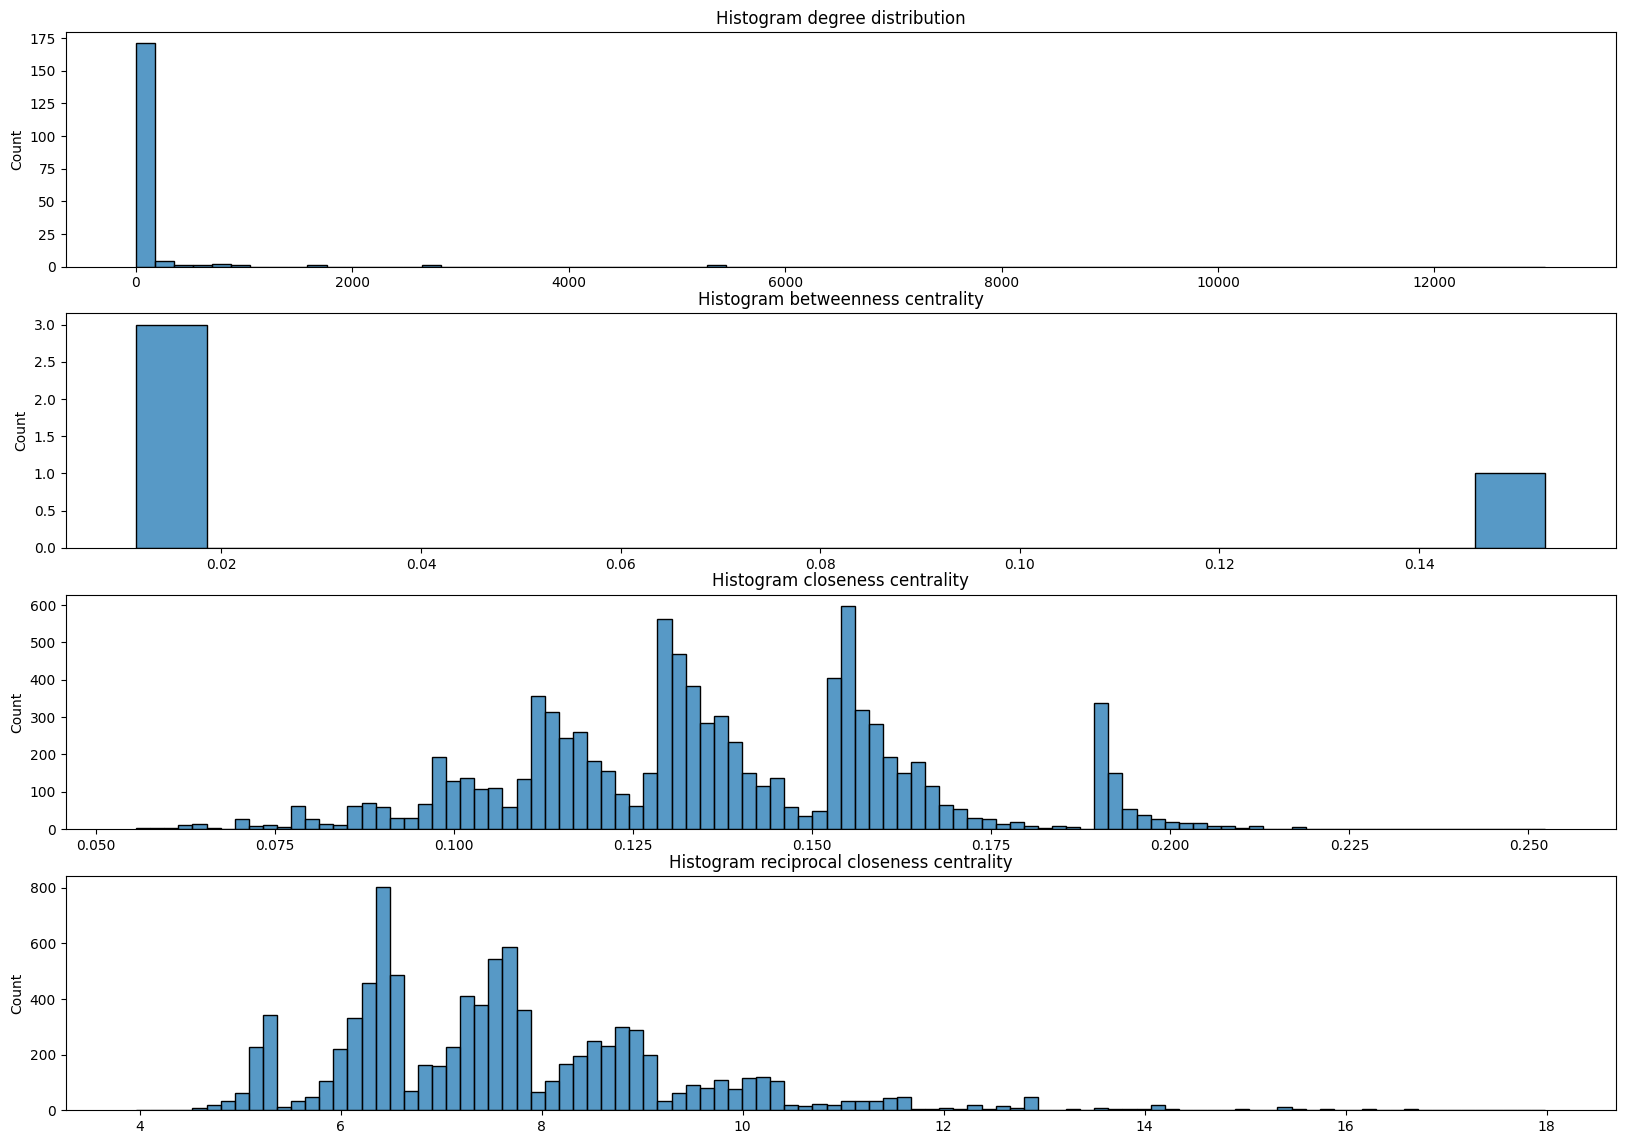 Histogram degree distribution
175
150
125
100
75
50
25
0
Count
0 2000 4000 6000 8000 10000 12000
Histogram betweenness centrality
3.0
2.5
2.0
1.5
1.0
0.5
0.0
Count
0.02 0.04 0.06 0.08 0.10 0.12 0.14
Histogram closeness centrality
600
500
400
300
200
100
0
Count
0.050 0.075 0.100 0.125 0.150 0.175 0.200 0.225 0.250
Histogram reciprocal closeness centrality
800
600
400
200
0
Count
4 6 8 10 12 14 16 18